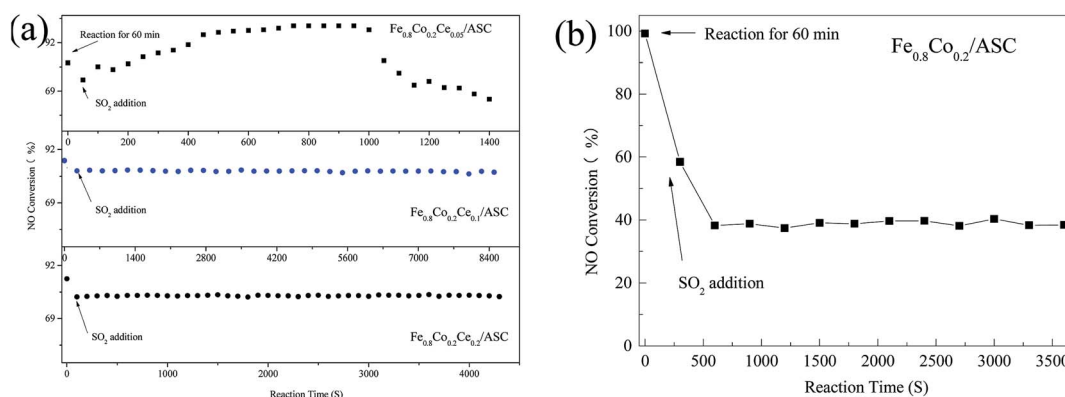 (a)
Fe0.8Co0.2Ce0.05/ASC
92
Reaction for 60 min
69
SO2 addition
0 200 400 600 800 1000 1200 1400
NO Conversion ( %)
92
69
SO2 addition
Fe0.8Co0.2Ce0.1/ASC
0 1400 2800 4200 5600 7000 8400
92
69
SO2 addition
Fe0.8Co0.2Ce0.2/ASC
0 1000 2000 3000 4000
Reaction Time (S)
(b)
100
Reaction for 60 min
Fe0.8Co0.2/ASC
80
60
40
20
0
NO Conversion ( %)
SO2 addition
0 500 1000 1500 2000 2500 3000 3500
Reaction Time (S)